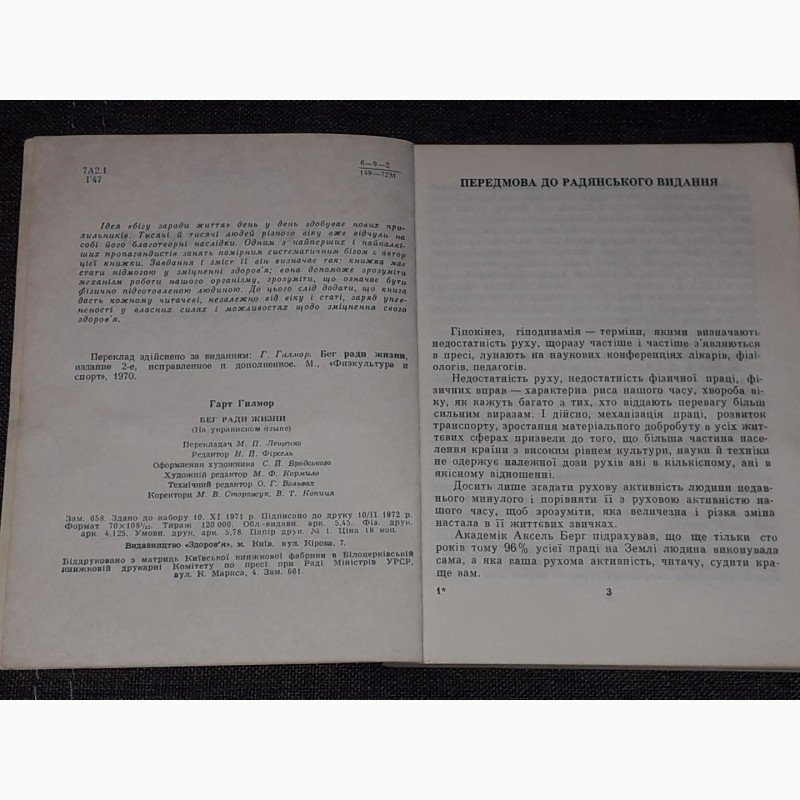 7А2.1
Г47
6—9—2
149—72М
Ідея «бігу заради життя» день у день здобував нових при-
хильників. Тисячі й тисячі людей різного віку вже відчули на
собі його благотворні наслідки. Одним з найперших і найпалкі-
ших пропагандистів занять помірним систематичним бігом є автор
цієї книжки. Завдання і зміст її він визначає так: книжка має
стати підмогою у зміцненні здоров'я; вона допоможе зрозуміти
механізм роботи нашого організму, зрозуміти, що означає бути
фізично підготовленою людиною. До цього слід додати, що книга
дасть кожному читачеві, незалежно від віку і статі, заряд упев-
неності у власних силах і можливостях щодо зміцнення свого
здоров'я.
Переклад здійснено за виданням: Г. Гилмор. Бег ради жизни,
издание 2-е, исправленное и дополненное. М., «Физкультура и
спорт», 1970.
Гарт Гилмор
БЕГ РАДИ ЖИЗНИ
(На украинском языке)
Перекладач М. П. Лещенко
Редактор Н. Й. Фірсель
Оформлення художника С. Й. Бродського
Художній редактор М. Ф. Кормило
Технічний редактор О. Г. Вольвах
Коректори М. В. Сторожук, В. Т. Копиця
Зам. 658. Здано до набору 10. XI 1971 р. Підписано до друку 10/II 1972 р.
Формат 70×108¹/₃₂. Тираж 120 000. Обл.-видавн. арк. 5,45. Фіз. друк.
арк. 4,125. Умовн. друк. арк. 5,78. Папір друк. № 1. Ціна 18 коп.
Видавництво «Здоров'я», м. Київ, вул. Кірова, 7.
Віддруковано з матриць Київської книжкової фабрики в Білоцерківській
книжковій друкарні Комітету по пресі при Раді Міністрів УРСР,
вул. К. Маркса, 4. Зам. 661.
ПЕРЕДМОВА ДО РАДЯНСЬКОГО ВИДАННЯ
Гіпокінез, гіподинамія — терміни, якими визначають
недостатність руху, щоразу частіше і частіше з'являються
в пресі, лунають на наукових конференціях лікарів, фізі-
ологів, педагогів.
Недостатність руху, недостатність фізичної праці, фі-
зичних вправ — характерна риса нашого часу, хвороба ві-
ку, як кажуть багато з тих, хто віддають перевагу більш
сильним виразам. І дійсно, механізація праці, розвиток
транспорту, зростання матеріального добробуту в усіх жит-
тєвих сферах призвели до того, що більша частина насе-
лення країни з високим рівнем культури, науки й техніки
не одержує належної дози рухів ані в кількісному, ані в
якісному відношенні.
Досить лише згадати рухову активність людини недав-
нього минулого і порівняти її з руховою активністю на-
шого часу, щоб зрозуміти, яка величезна і різка зміна
настала в її життєвих звичках.
Академік Аксель Берг підрахував, що ще тільки сто
років тому 96% усієї праці на Землі людина виконувала
сама, а яка ваша рухома активність, читачу, судити кра-
ще вам.
1*
3